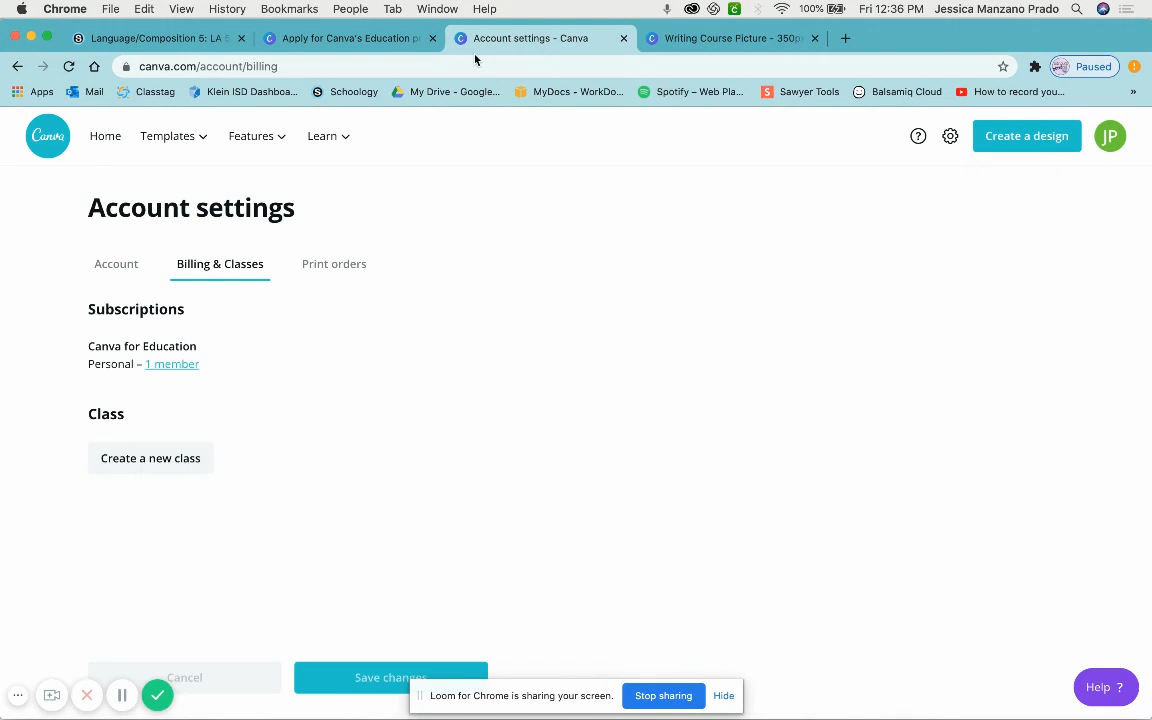 Chrome File Edit View History Bookmarks People Tab Window Help 100% Fri 12:36 PM Jessica Manzano Prado
Language/Composition 5: LA 5 Apply for Canva's Education pr Account settings - Canva Writing Course Picture - 350px
canva.com/account/billing Paused
Apps Mail Classtag Klein ISD Dashboa... Schoology My Drive – Google... MyDocs - WorkDo... Spotify – Web Pla... Sawyer Tools Balsamiq Cloud How to record you... »
Canva Home Templates Features Learn ? Create a design JP
Account settings
Account Billing & Classes Print orders
Subscriptions
Canva for Education
Personal – 1 member
Class
Create a new class
Cancel Save changes
Loom for Chrome is sharing your screen. Stop sharing Hide
Help ?